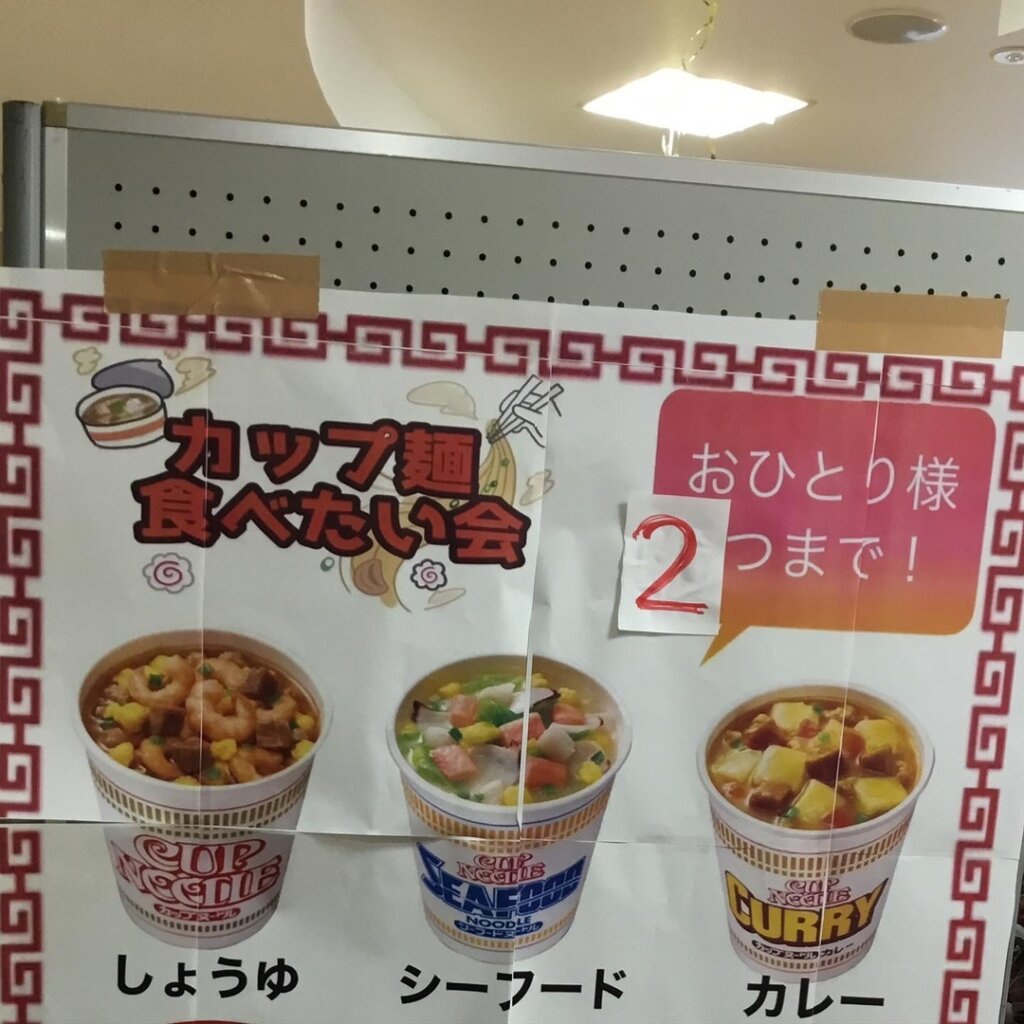 カップ麺
食べたい会
おひとり様
2つまで！
CUP
NOODLE
カップヌードル
CUP
NOODLE
SEAFOOD
NOODLE
シーフードヌードル
CUP
NOODLE
CURRY
カップヌードルカレー
しょうゆ
シーフード
カレー